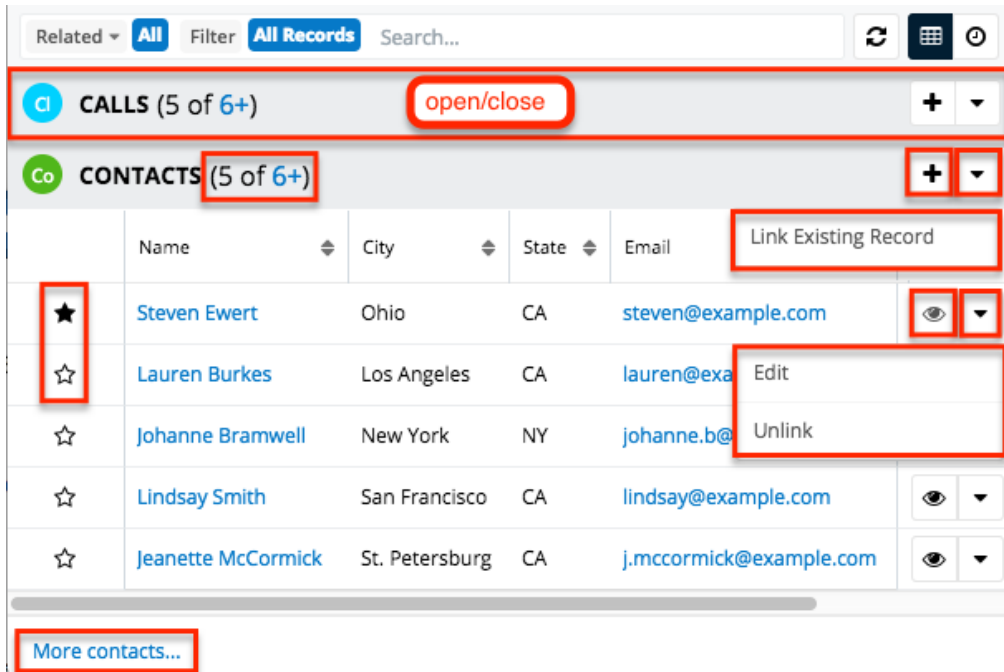 Related All Filter All Records Search...
Cl CALLS (5 of 6+) open/close
Co CONTACTS (5 of 6+)
Name City State Email Link Existing Record
Steven Ewert Ohio CA steven@example.com
Lauren Burkes Los Angeles CA lauren@exa Edit
Johanne Bramwell New York NY johanne.b@ Unlink
Lindsay Smith San Francisco CA lindsay@example.com
Jeanette McCormick St. Petersburg CA j.mccormick@example.com
More contacts...